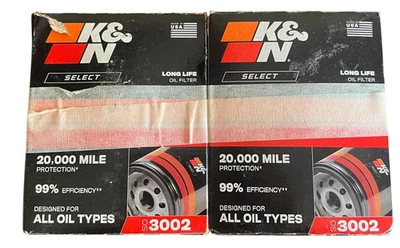 K&N
SELECT
LONG LIFE
OIL FILTER
20,000 MILE
PROTECTION*
99% EFFICIENCY**
DESIGNED FOR
ALL OIL TYPES
SO 3002
USA
K&N
SELECT
LONG LIFE
OIL FILTER
20,000 MILE
PROTECTION*
99% EFFICIENCY**
DESIGNED FOR
ALL OIL TYPES
SO 3002
USA